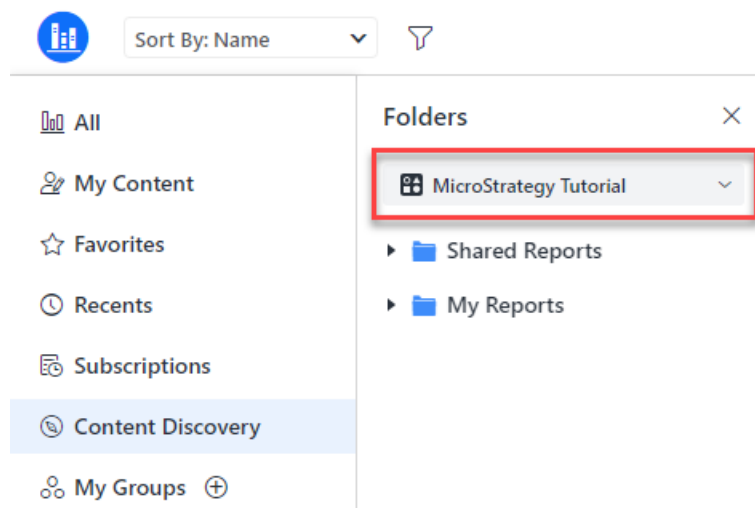 Sort By: Name
All
My Content
Favorites
Recents
Subscriptions
Content Discovery
My Groups
Folders
MicroStrategy Tutorial
Shared Reports
My Reports